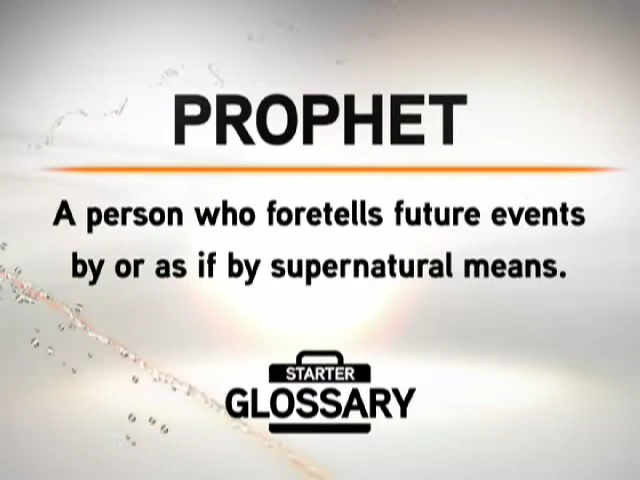 PROPHET
A person who foretells future events
by or as if by supernatural means.
STARTER
GLOSSARY